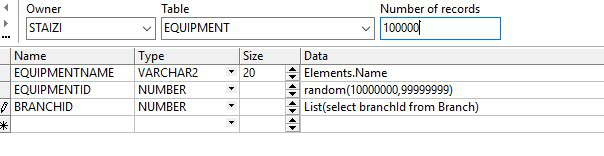 Owner Table Number of records
STAIZI EQUIPMENT 100000
Name Type Size Data
EQUIPMENTNAME VARCHAR2 20 Elements.Name
EQUIPMENTID NUMBER random(10000000,99999999)
BRANCHID NUMBER List(select branchId from Branch)